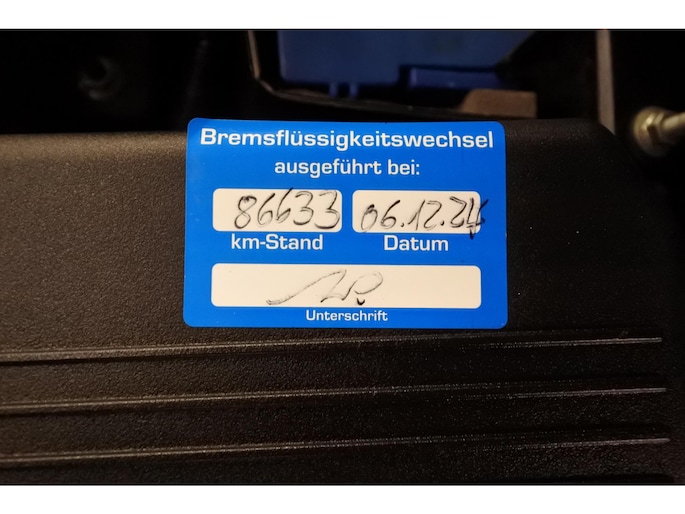 Bremsflüssigkeitswechsel
ausgeführt bei:
86633 06.12.24
km-Stand Datum
Unterschrift